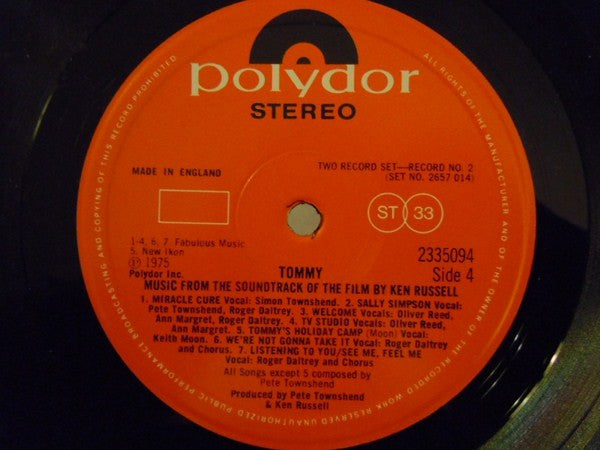 polydor
STEREO
MADE IN ENGLAND
TWO RECORD SET—RECORD NO. 2
(SET NO. 2657 014)
ST 33
1-4, 6, 7. Fabulous Music
5. New Ikon
Ⓟ 1975
Polydor Inc.
2335094
Side 4
TOMMY
MUSIC FROM THE SOUNDTRACK OF THE FILM BY KEN RUSSELL
1. MIRACLE CURE Vocal: Simon Townshend. 2. SALLY SIMPSON Vocal:
Pete Townshend, Roger Daltrey. 3. WELCOME Vocals: Oliver Reed,
Ann Margret, Roger Daltrey. 4. TV STUDIO Vocals: Oliver Reed,
Ann Margret. 5. TOMMY'S HOLIDAY CAMP (Moon) Vocal:
Keith Moon. 6. WE'RE NOT GONNA TAKE IT Vocal: Roger Daltrey
and Chorus. 7. LISTENING TO YOU/SEE ME, FEEL ME
Vocal: Roger Daltrey and Chorus
All Songs except 5 composed by
Pete Townshend
Produced by Pete Townshend
& Ken Russell
ALL RIGHTS OF THE MANUFACTURER AND OF THE OWNER OF THE RECORDED WORK RESERVED UNAUTHORIZED PUBLIC PERFORMANCE BROADCASTING AND COPYING OF THIS RECORD PROHIBITED